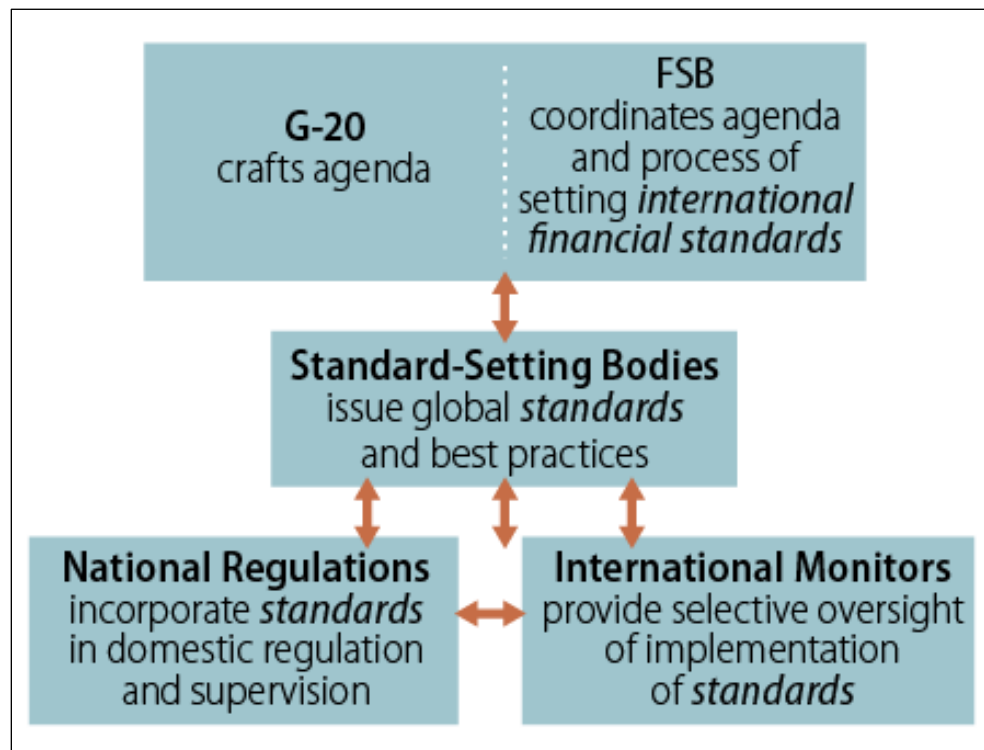 G-20
crafts agenda
FSB
coordinates agenda
and process of
setting international
financial standards
Standard-Setting Bodies
issue global standards
and best practices
National Regulations
incorporate standards
in domestic regulation
and supervision
International Monitors
provide selective oversight
of implementation
of standards